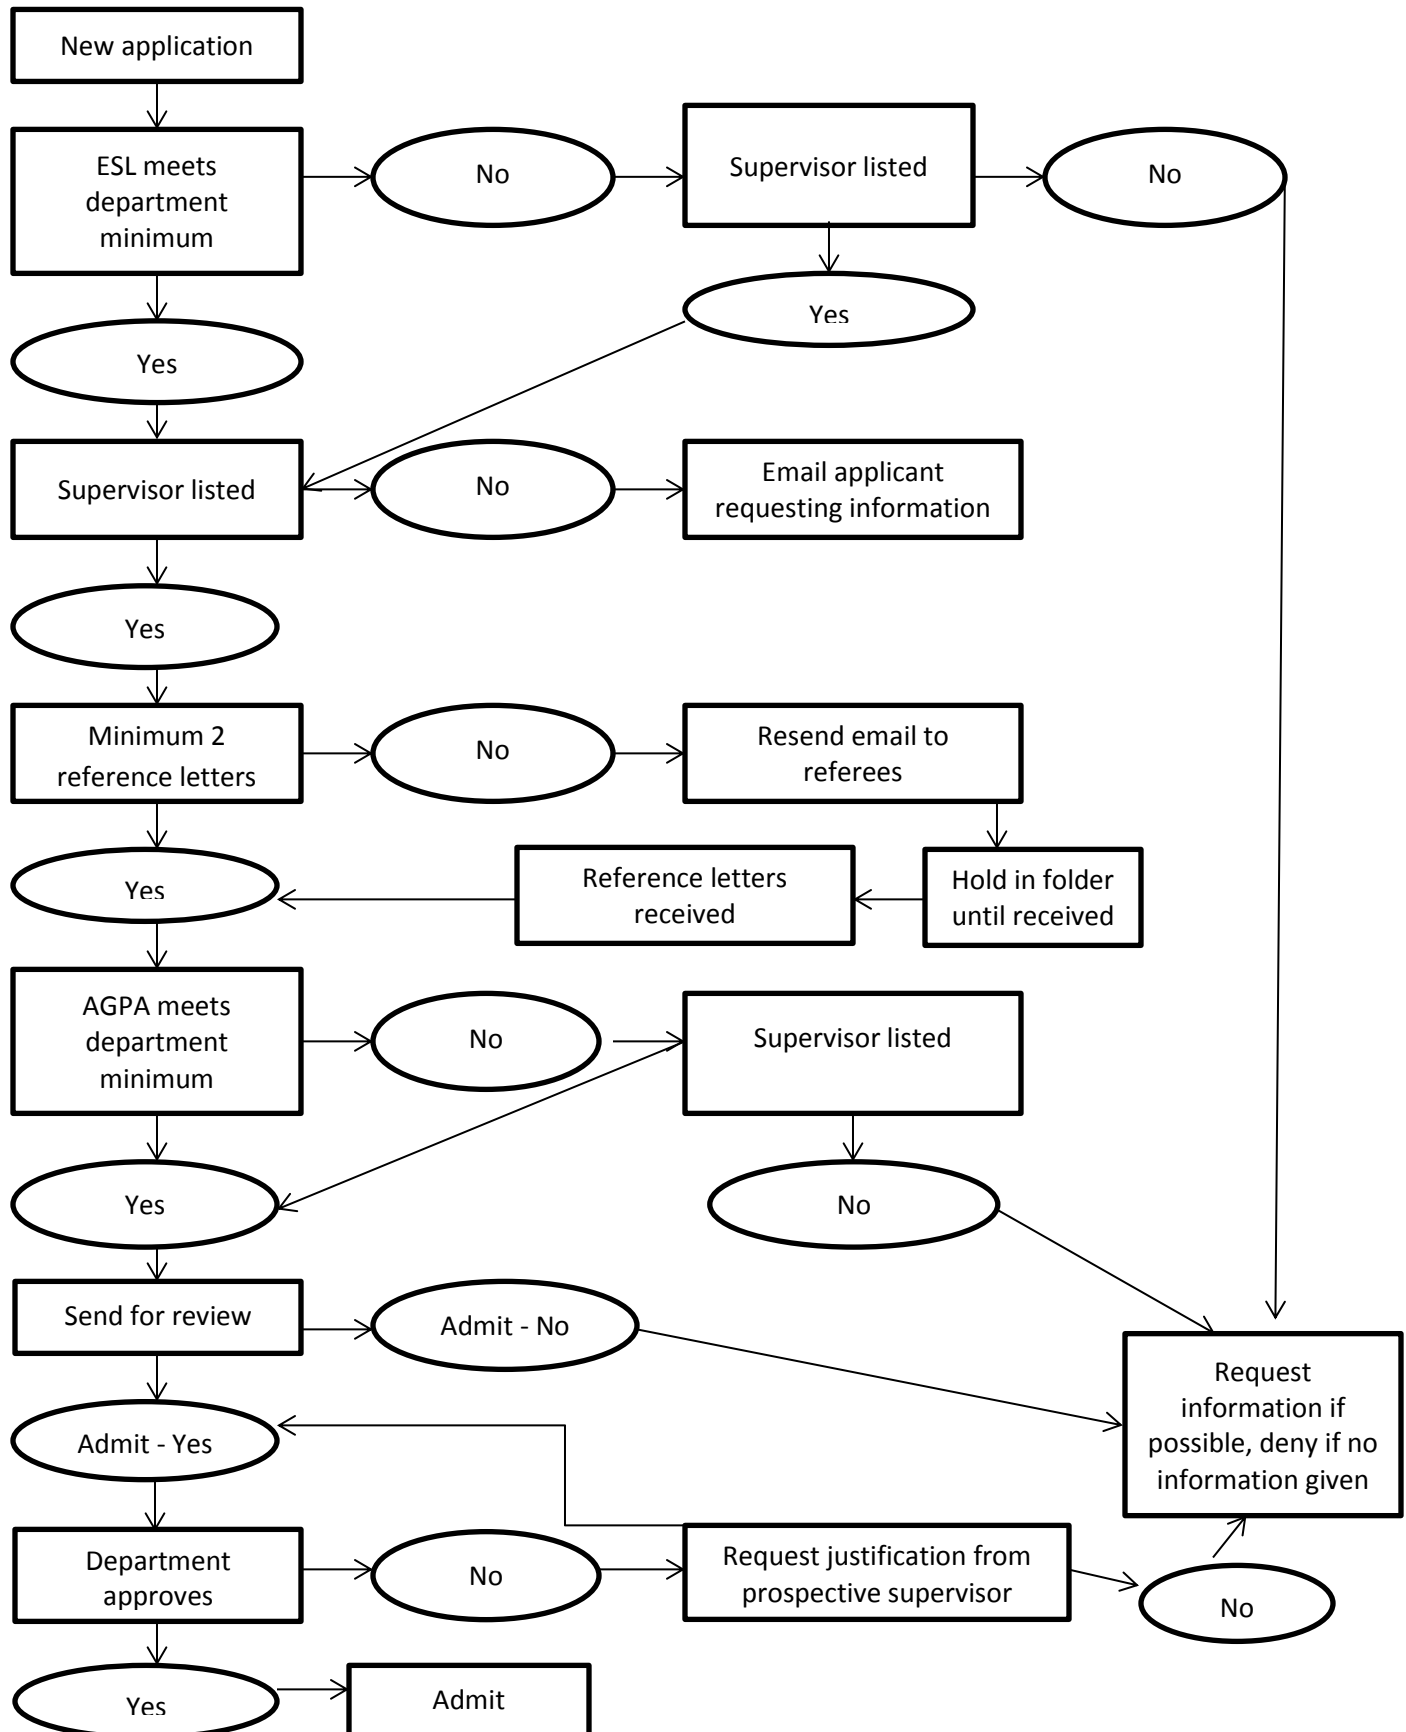 New application
ESL meets
department
minimum
No
Supervisor listed
No
Yes
Yes
Supervisor listed
No
Email applicant
requesting information
Yes
Minimum 2
reference letters
No
Resend email to
referees
Yes
Reference letters
received
Hold in folder
until received
AGPA meets
department
minimum
No
Supervisor listed
Yes
No
Send for review
Admit - No
Request
information if
possible, deny if no
information given
Admit - Yes
Department
approves
No
Request justification from
prospective supervisor
No
Yes
Admit